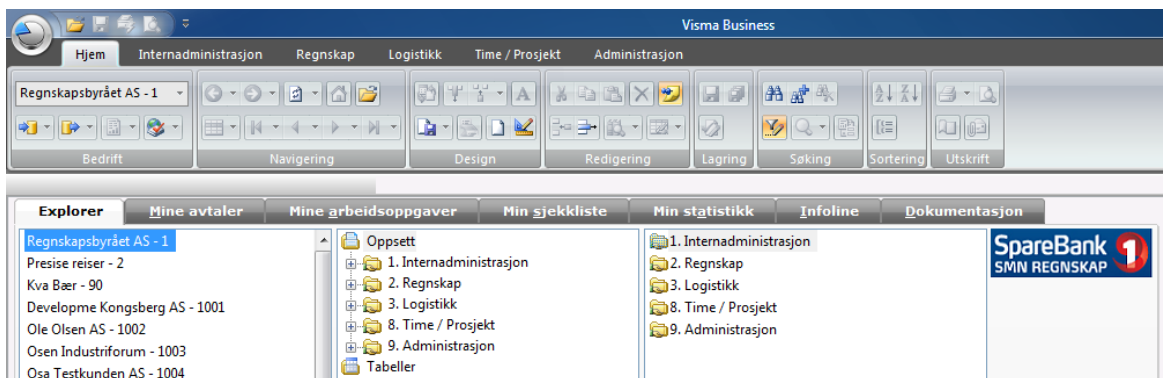 Visma Business
Hjem Internadministrasjon Regnskap Logistikk Time / Prosjekt Administrasjon
Regnskapsbyrået AS - 1
Bedrift Navigering Design Redigering Lagring Søking Sortering Utskrift
Explorer Mine avtaler Mine arbeidsoppgaver Min sjekkliste Min statistikk Infoline Dokumentasjon
Regnskapsbyrået AS - 1
Presise reiser - 2
Kva Bær - 90
Developme Kongsberg AS - 1001
Ole Olsen AS - 1002
Osen Industriforum - 1003
Osa Testkunden AS - 1004
Oppsett
1. Internadministrasjon
2. Regnskap
3. Logistikk
8. Time / Prosjekt
9. Administrasjon
Tabeller
1. Internadministrasjon
2. Regnskap
3. Logistikk
8. Time / Prosjekt
9. Administrasjon
SpareBank 1
SMN REGNSKAP